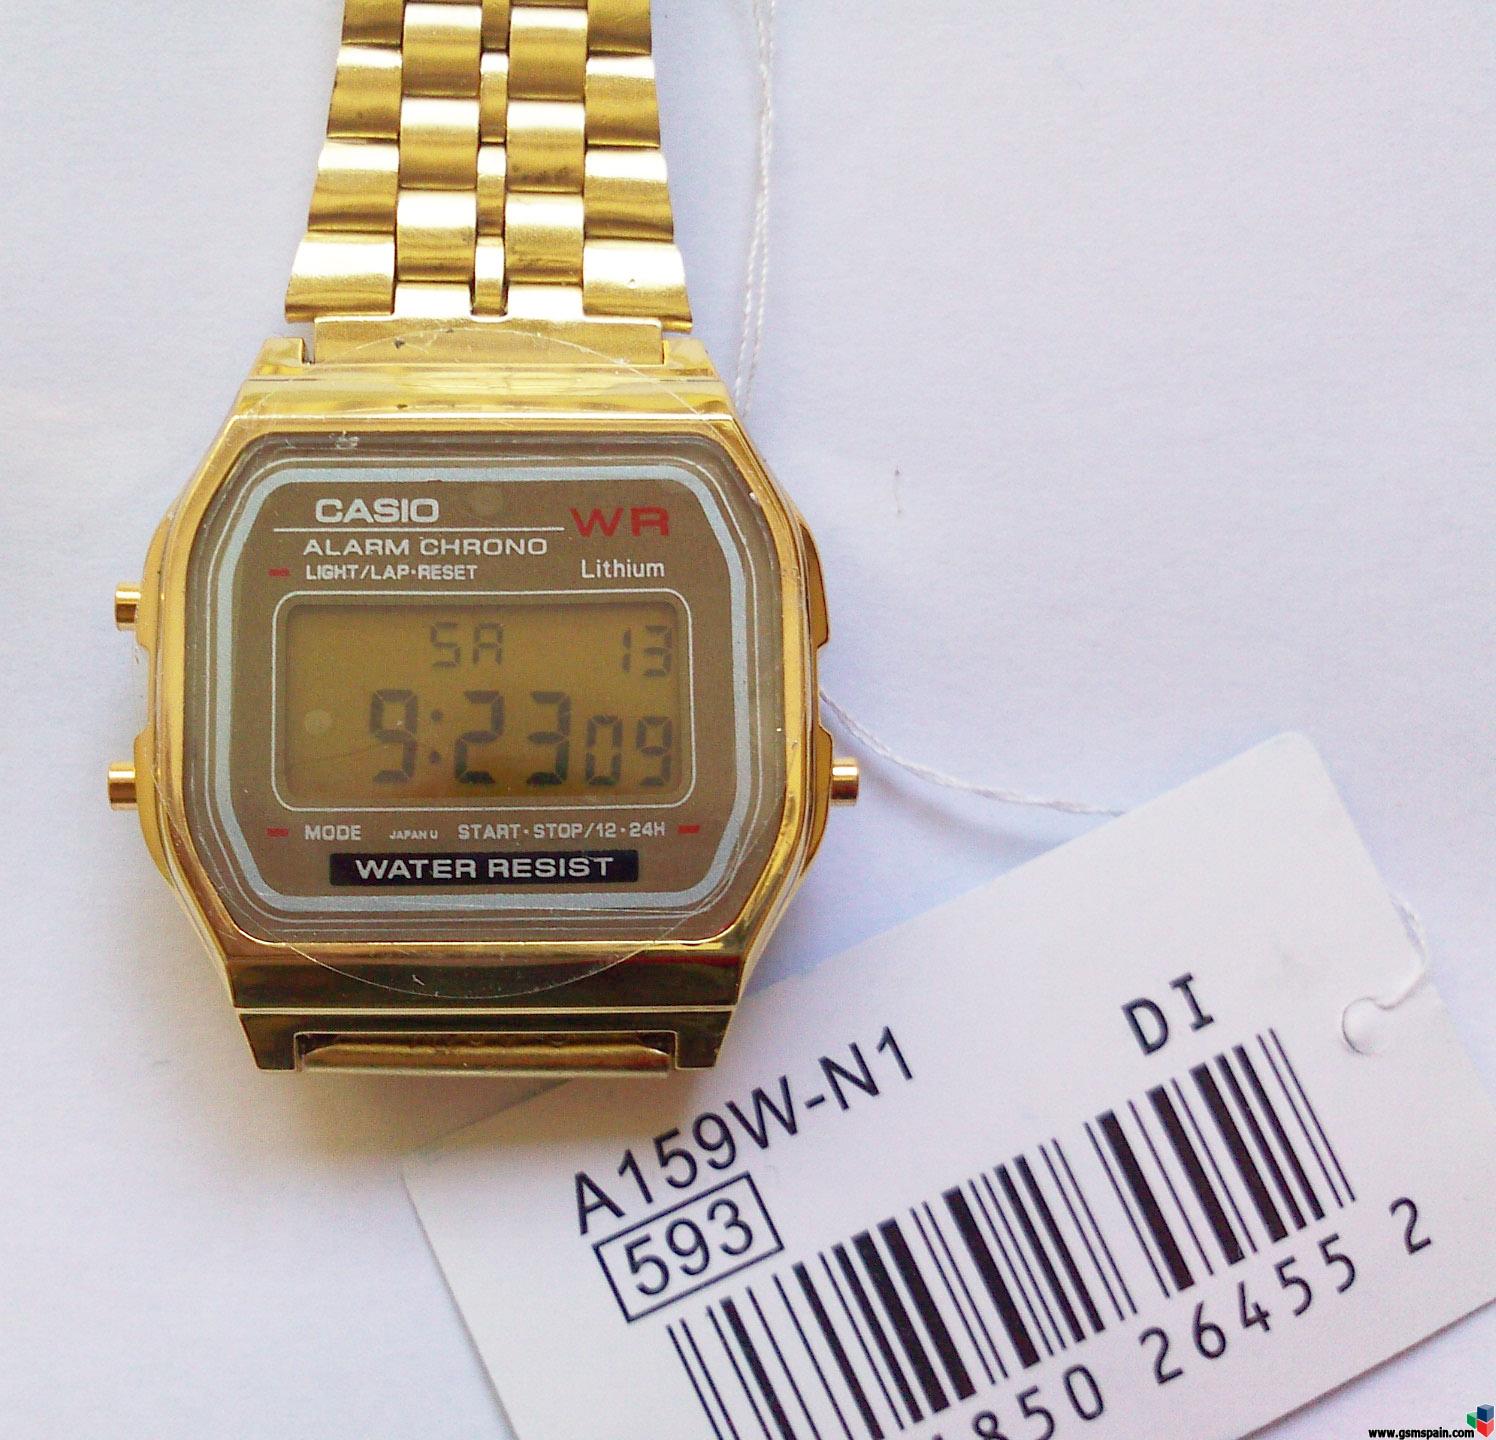 CASIO
WR
ALARM CHRONO
LIGHT/LAP·RESET
Lithium
SA 13
9:23 09
MODE JAPAN U START·STOP/12·24H
WATER RESIST
DI
A159W-N1
593
850 26455 2
www.gsmspain.com